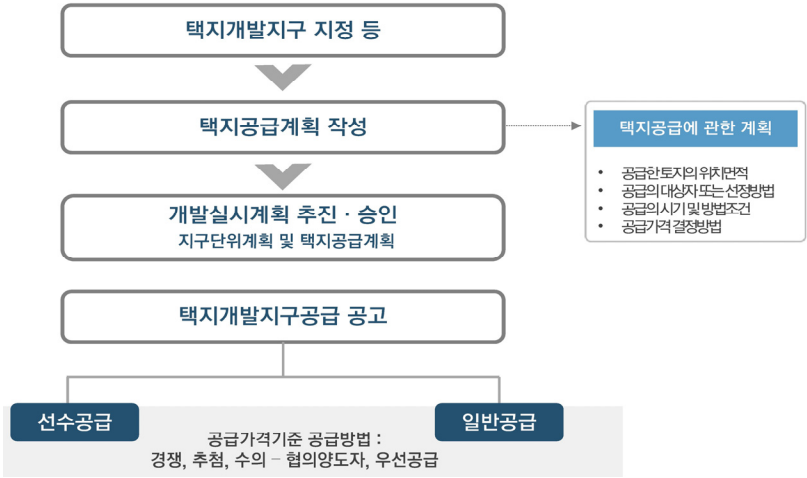 택지개발지구 지정 등
택지공급계획 작성
택지공급에 관한 계획
• 공급한 토지의 위치면적
• 공급의 대상자 또는 선정방법
• 공급의 시기 및 방법조건
• 공급가격 결정방법
개발실시계획 추진 · 승인
지구단위계획 및 택지공급계획
택지개발지구공급 공고
선수공급
일반공급
공급가격기준 공급방법 :
경쟁, 추첨, 수의 – 협의양도자, 우선공급